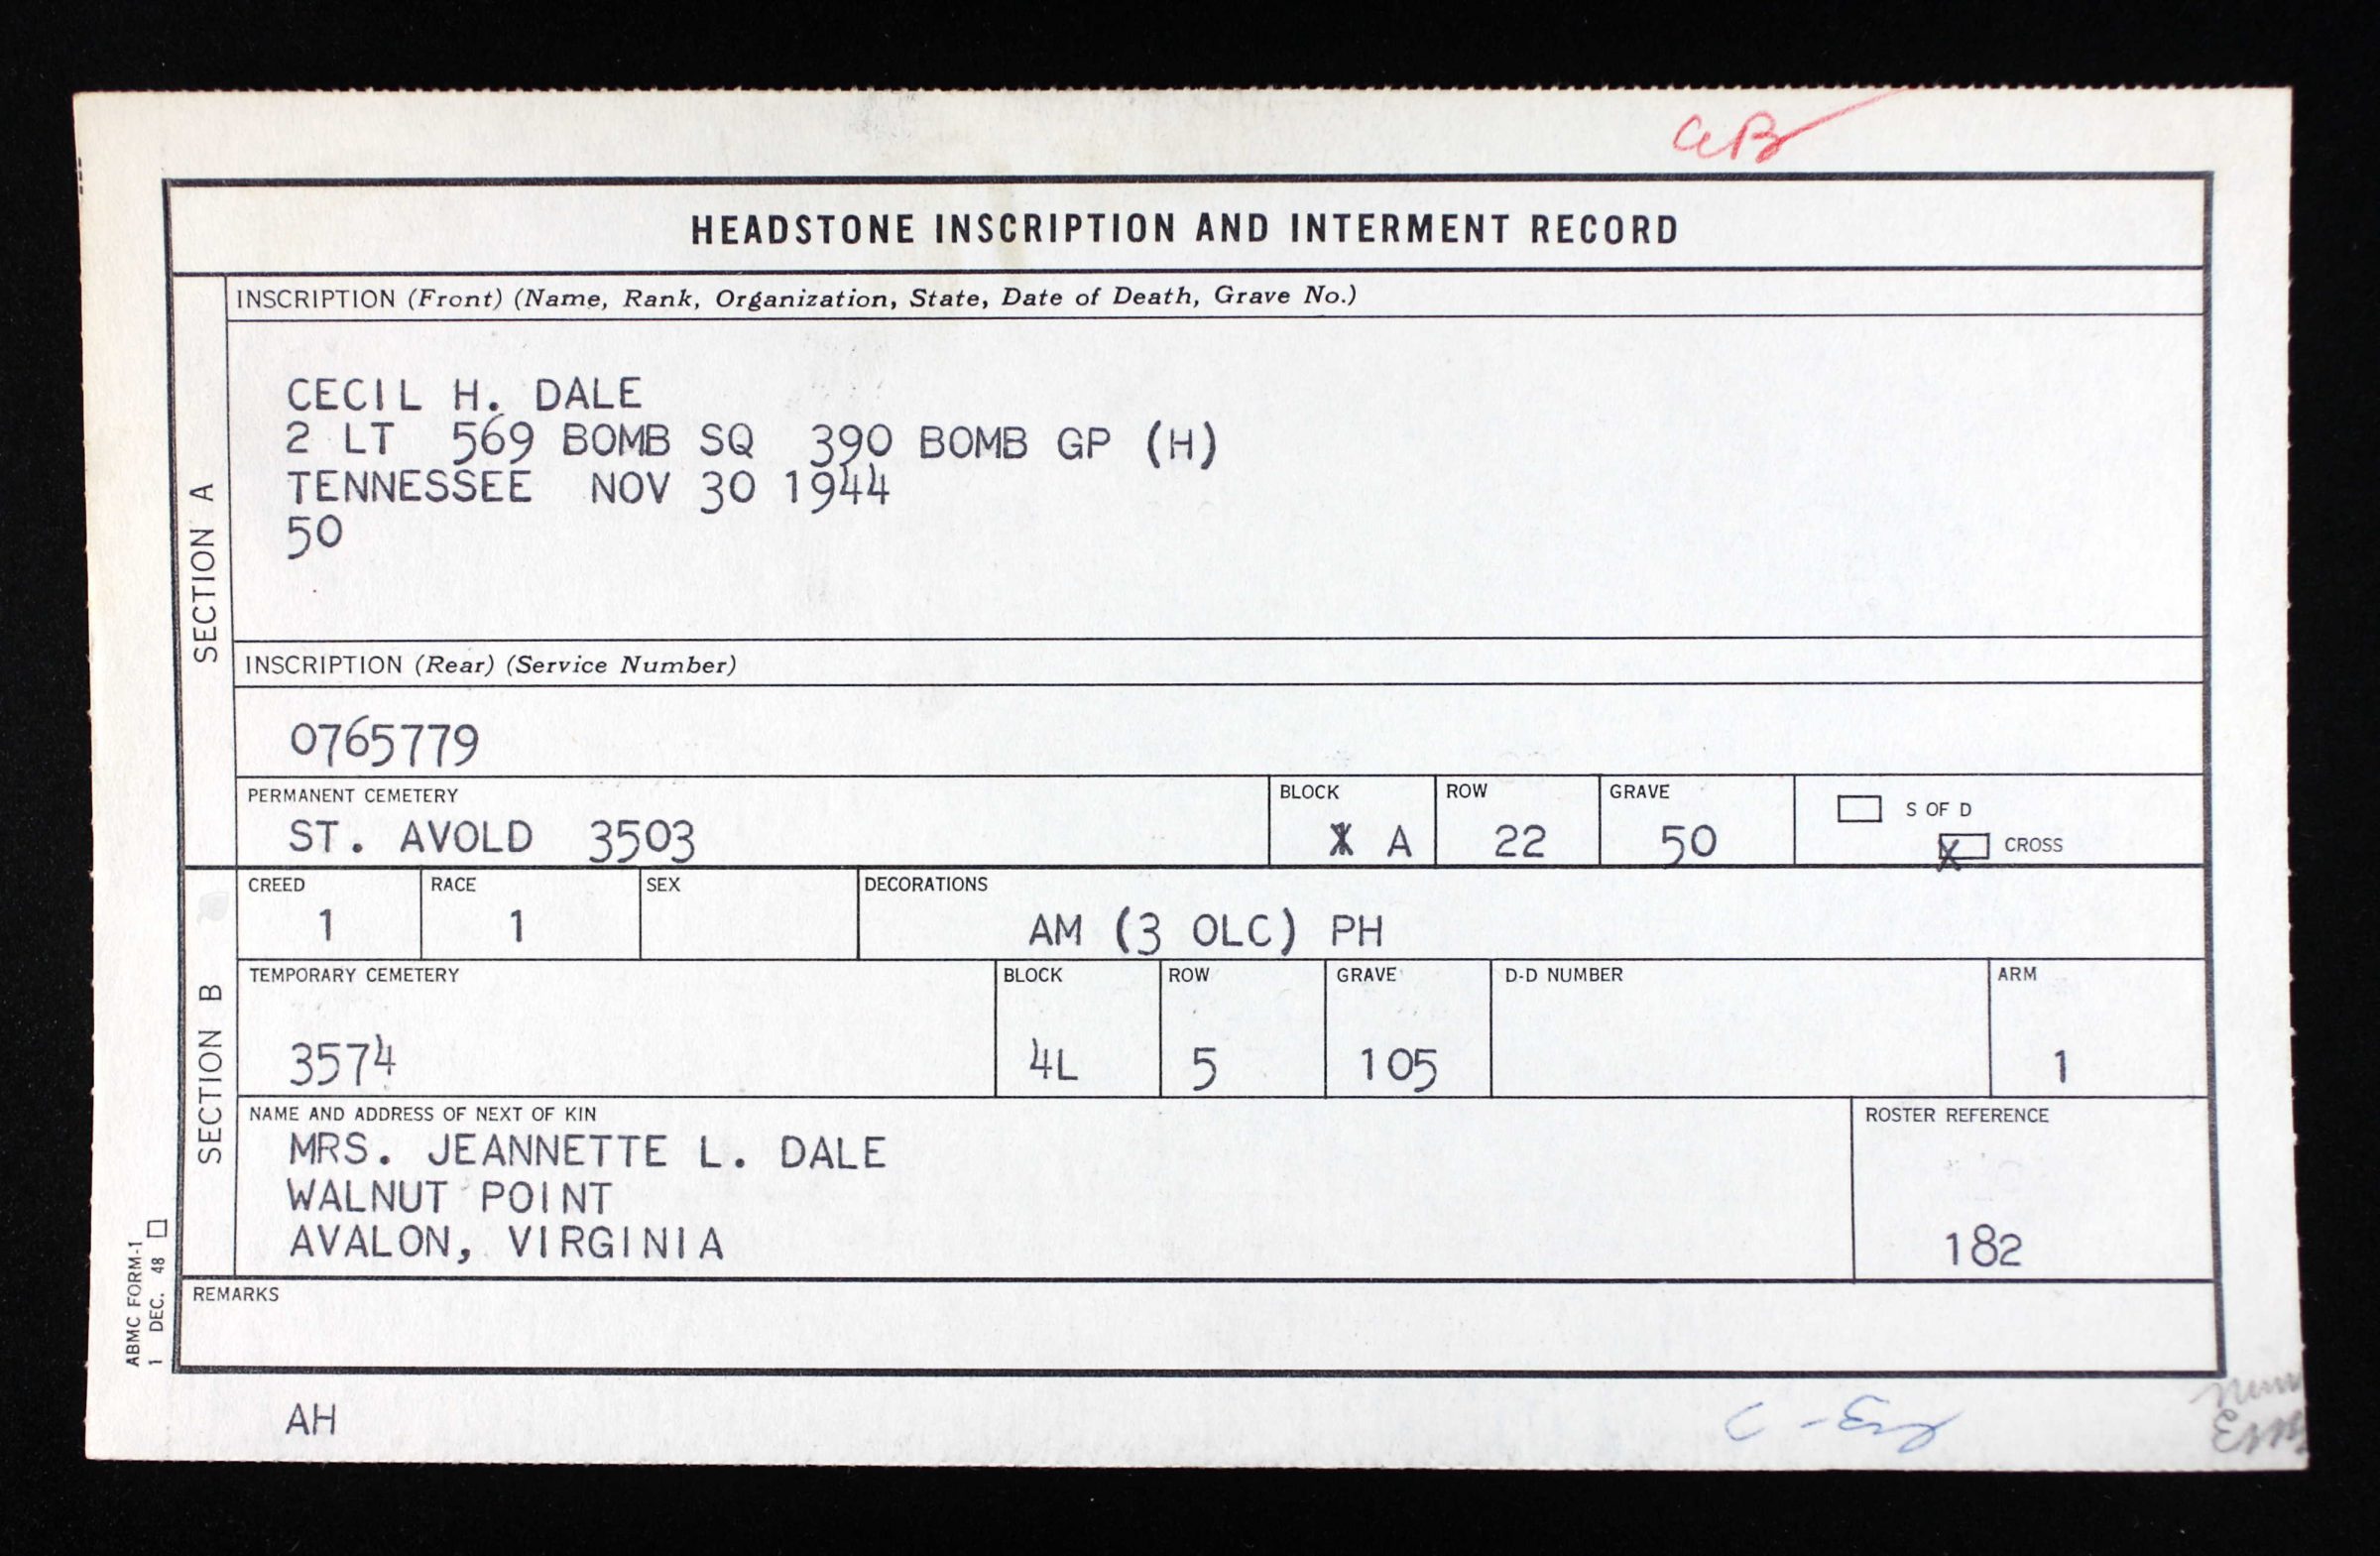 aB
HEADSTONE INSCRIPTION AND INTERMENT RECORD
SECTION A
INSCRIPTION (Front) (Name, Rank, Organization, State, Date of Death, Grave No.)
CECIL H. DALE
2 LT 569 BOMB SQ 390 BOMB GP (H)
TENNESSEE NOV 30 1944
50
INSCRIPTION (Rear) (Service Number)
0765779
PERMANENT CEMETERY BLOCK ROW GRAVE
ST. AVOLD 3503 A 22 50
S OF D
X CROSS
SECTION B
CREED RACE SEX DECORATIONS
1 1 AM (3 OLC) PH
TEMPORARY CEMETERY BLOCK ROW GRAVE D-D NUMBER ARM
3574 4L 5 105 1
NAME AND ADDRESS OF NEXT OF KIN ROSTER REFERENCE
MRS. JEANNETTE L. DALE
WALNUT POINT
AVALON, VIRGINIA 182
REMARKS
ABMC FORM-1
1 DEC. 48
AH